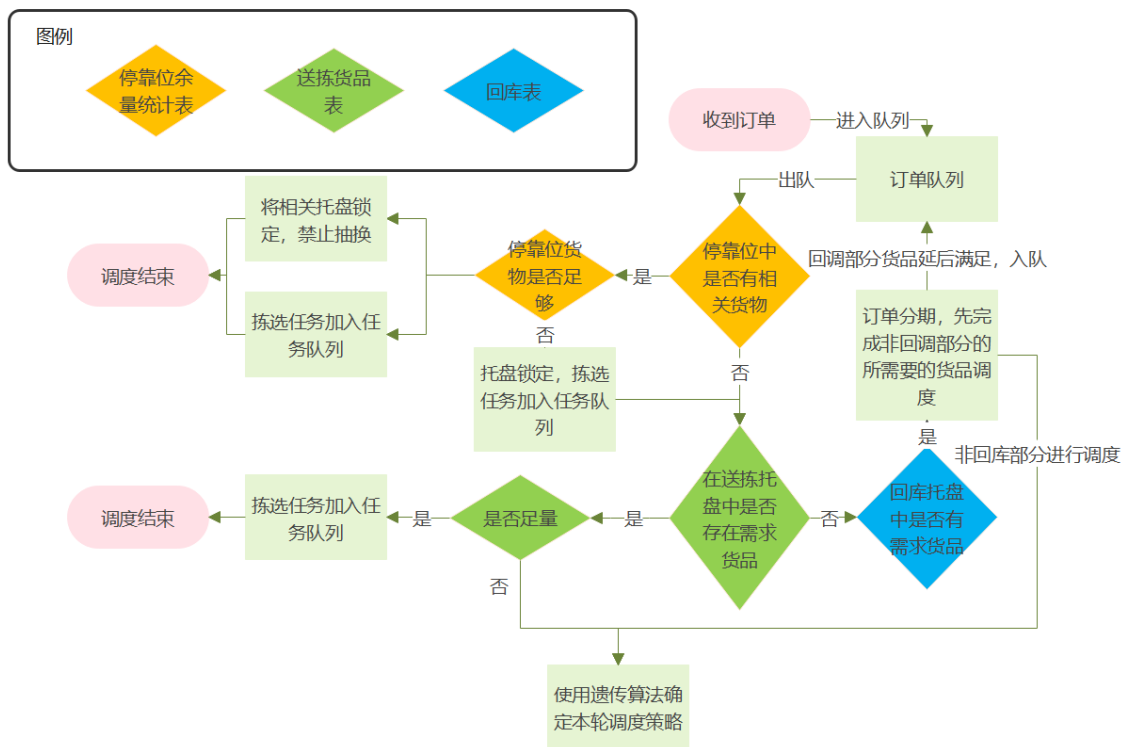 图例
停靠位余
量统计表
送拣货品
表
回库表
收到订单
进入队列
订单队列
出队
将相关托盘锁
定，禁止抽换
停靠位货
物是否足
够
停靠位中
是否有相
关货物
是
回调部分货品延后满足，入队
调度结束
拣选任务加入任
务队列
订单分期，先完
成非回调部分的
所需要的货品调
度
否
托盘锁定，拣选
任务加入任务队
列
否
是
非回库部分进行调度
调度结束
拣选任务加入任
务队列
是
是否足量
是
在送拣托
盘中是否
存在需求
货品
否
回库托盘
中是否有
需求货品
否
使用遗传算法确
定本轮调度策略